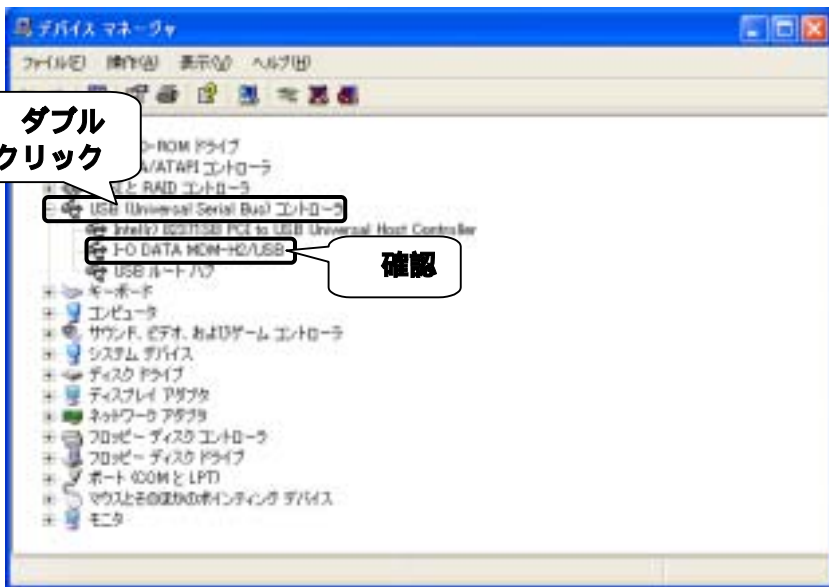 デバイス マネージャ
ファイル(F) 操作(A) 表示(V) ヘルプ(H)
ダブル
クリック
D-ROM ドライブ
A/ATAPI コントローラ
と RAID コントローラ
USB (Universal Serial Bus) コントローラ
Intel(r) 82371SB PCI to USB Universal Host Controller
I-O DATA MDM-H2/USB
確認
USB ルート ハブ
キーボード
コンピュータ
サウンド、ビデオ、およびゲーム コントローラ
システム デバイス
ディスク ドライブ
ディスプレイ アダプタ
ネットワーク アダプタ
フロッピー ディスク コントローラ
フロッピー ディスク ドライブ
ポート (COM と LPT)
マウスとそのほかのポインティング デバイス
モニタ